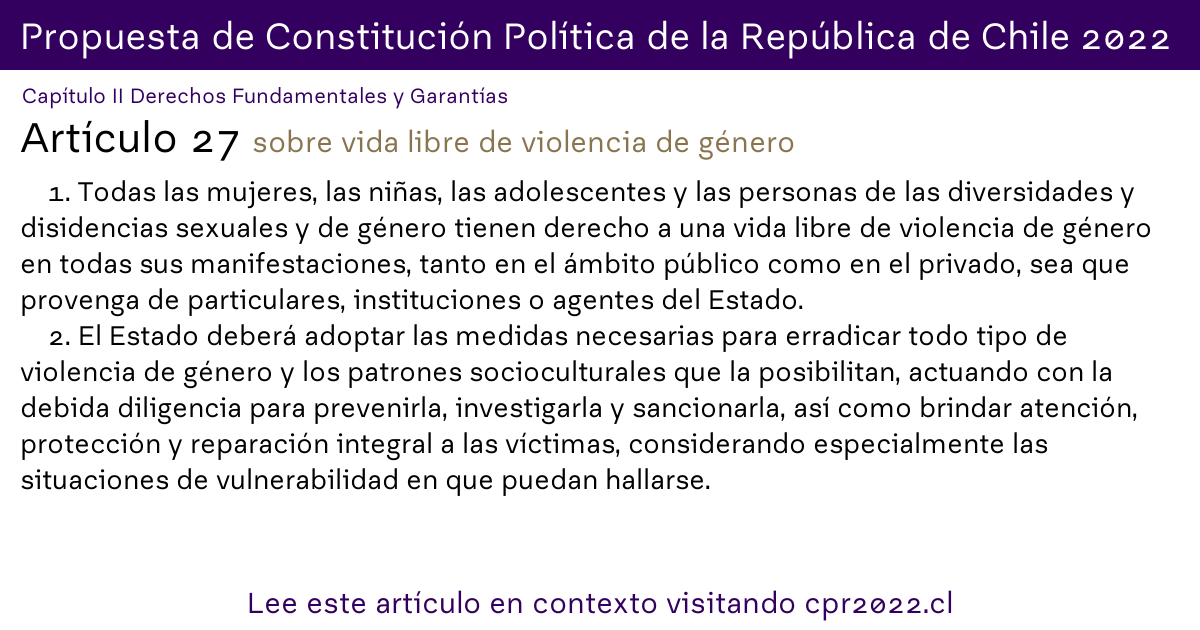 Propuesta de Constitución Política de la República de Chile 2022
Capítulo II Derechos Fundamentales y Garantías
Artículo 27 sobre vida libre de violencia de género
1. Todas las mujeres, las niñas, las adolescentes y las personas de las diversidades y
disidencias sexuales y de género tienen derecho a una vida libre de violencia de género
en todas sus manifestaciones, tanto en el ámbito público como en el privado, sea que
provenga de particulares, instituciones o agentes del Estado.
2. El Estado deberá adoptar las medidas necesarias para erradicar todo tipo de
violencia de género y los patrones socioculturales que la posibilitan, actuando con la
debida diligencia para prevenirla, investigarla y sancionarla, así como brindar atención,
protección y reparación integral a las víctimas, considerando especialmente las
situaciones de vulnerabilidad en que puedan hallarse.
Lee este artículo en contexto visitando cpr2022.cl